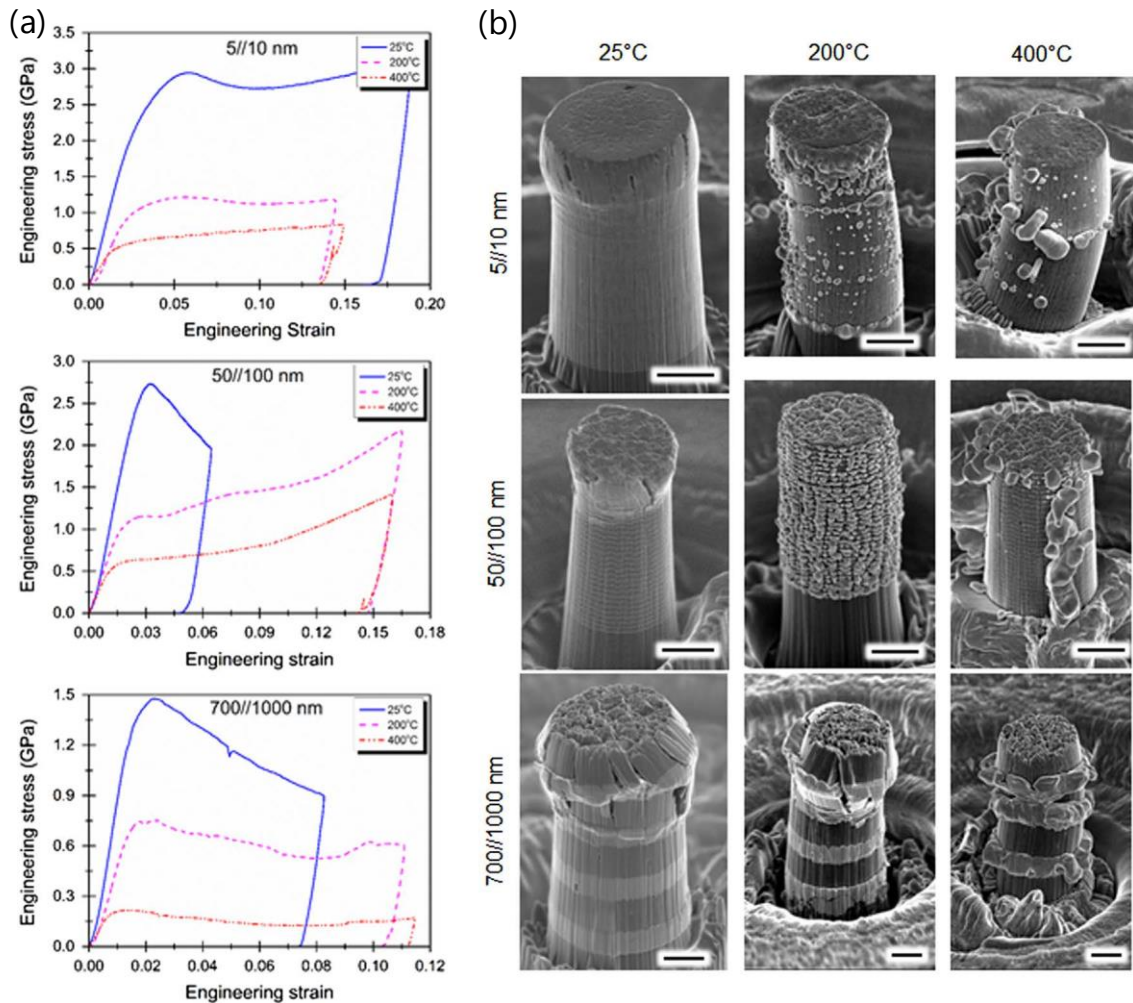 (a)
5//10 nm
25°C
200°C
400°C
Engineering stress (GPa)
3.5
3.0
2.5
2.0
1.5
1.0
0.5
0.0
0.00 0.05 0.10 0.15 0.20
Engineering Strain
50//100 nm
25°C
200°C
400°C
Engineering stress (GPa)
3.0
2.5
2.0
1.5
1.0
0.5
0.0
0.00 0.03 0.06 0.09 0.12 0.15 0.18
Engineering strain
700//1000 nm
25°C
200°C
400°C
Engineering stress (GPa)
1.5
1.2
0.9
0.6
0.3
0.0
0.00 0.02 0.04 0.06 0.08 0.10 0.12
Engineering strain
(b)
25°C 200°C 400°C
5//10 nm
50//100 nm
700//1000 nm